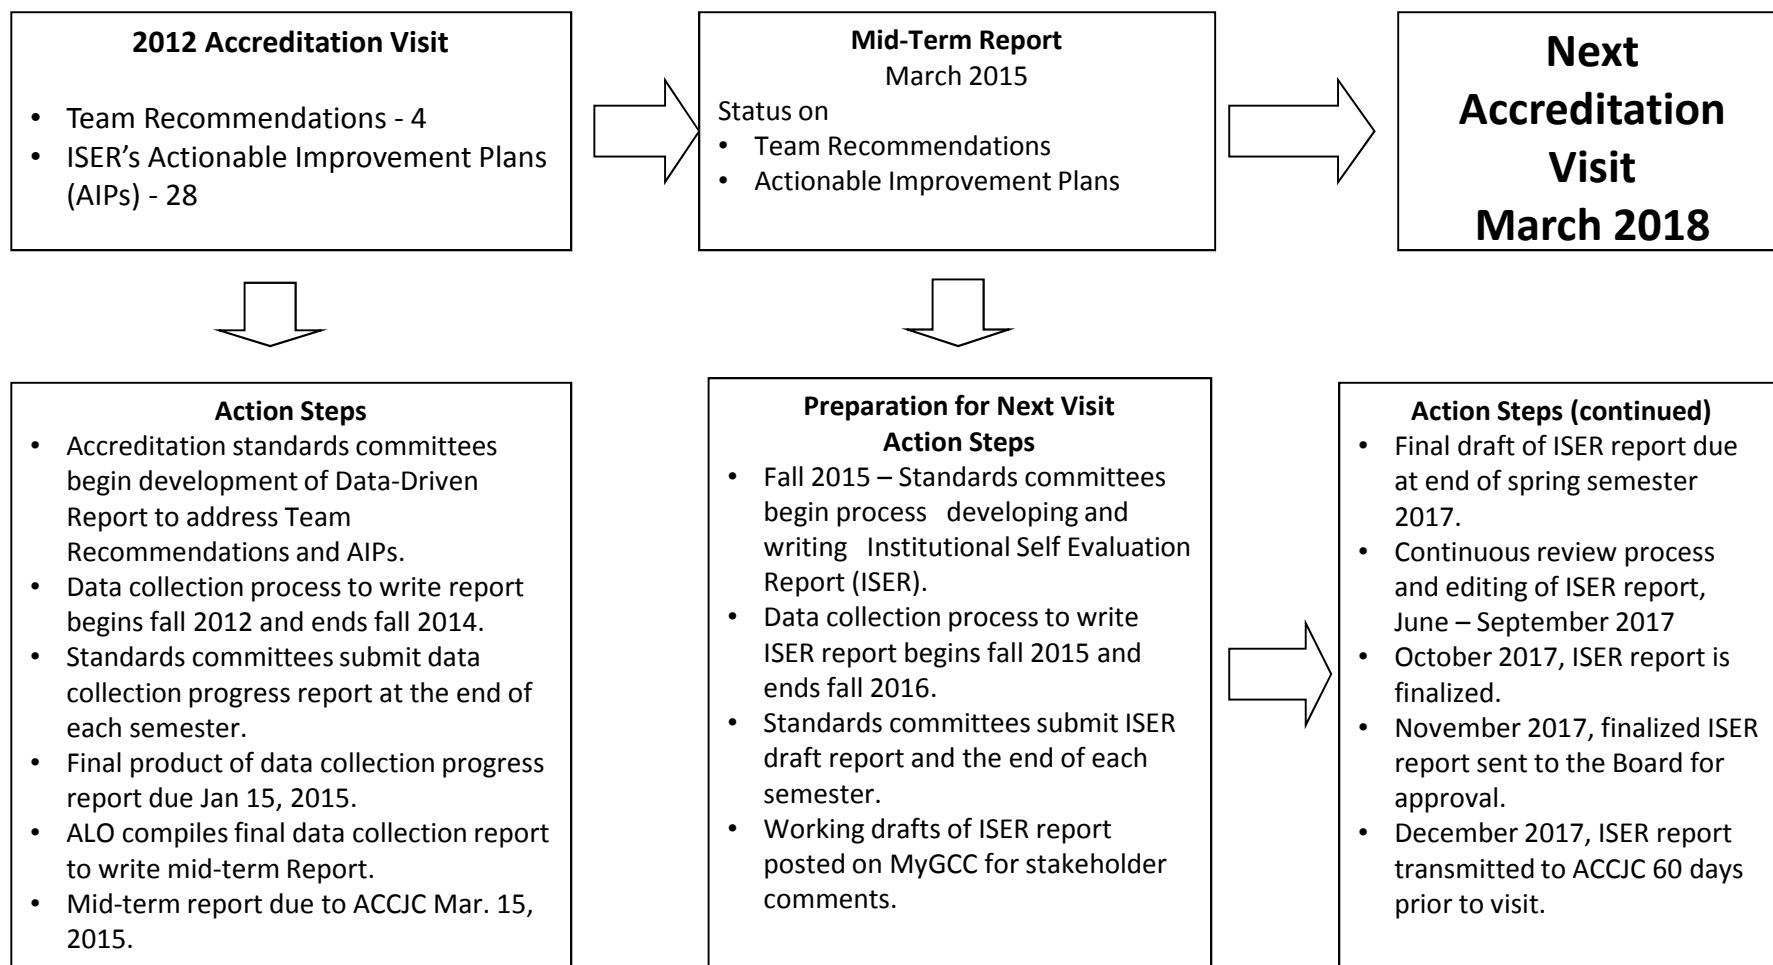 2012 Accreditation Visit
• Team Recommendations - 4
• ISER’s Actionable Improvement Plans
(AIPs) - 28
Mid-Term Report
March 2015
Status on
• Team Recommendations
• Actionable Improvement Plans
Next
Accreditation
Visit
March 2018
Action Steps
• Accreditation standards committees
begin development of Data-Driven
Report to address Team
Recommendations and AIPs.
• Data collection process to write report
begins fall 2012 and ends fall 2014.
• Standards committees submit data
collection progress report at the end of
each semester.
• Final product of data collection progress
report due Jan 15, 2015.
• ALO compiles final data collection report
to write mid-term Report.
• Mid-term report due to ACCJC Mar. 15,
2015.
Preparation for Next Visit
Action Steps
• Fall 2015 – Standards committees
begin process developing and
writing Institutional Self Evaluation
Report (ISER).
• Data collection process to write
ISER report begins fall 2015 and
ends fall 2016.
• Standards committees submit ISER
draft report and the end of each
semester.
• Working drafts of ISER report
posted on MyGCC for stakeholder
comments.
Action Steps (continued)
• Final draft of ISER report due
at end of spring semester
2017.
• Continuous review process
and editing of ISER report,
June – September 2017
• October 2017, ISER report is
finalized.
• November 2017, finalized ISER
report sent to the Board for
approval.
• December 2017, ISER report
transmitted to ACCJC 60 days
prior to visit.